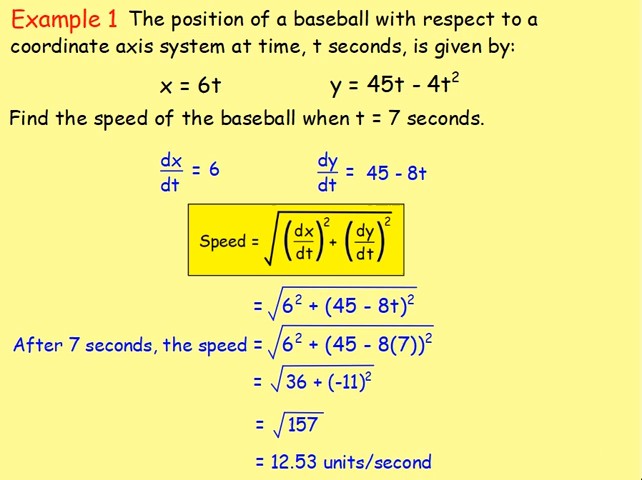 Example 1 The position of a baseball with respect to a
coordinate axis system at time, t seconds, is given by:
x = 6t y = 45t - 4t²
Find the speed of the baseball when t = 7 seconds.
dx/dt = 6 dy/dt = 45 - 8t
Speed = √((dx/dt)² + (dy/dt)²)
= √(6² + (45 - 8t)²)
After 7 seconds, the speed = √(6² + (45 - 8(7))²)
= √(36 + (-11)²)
= √157
= 12.53 units/second